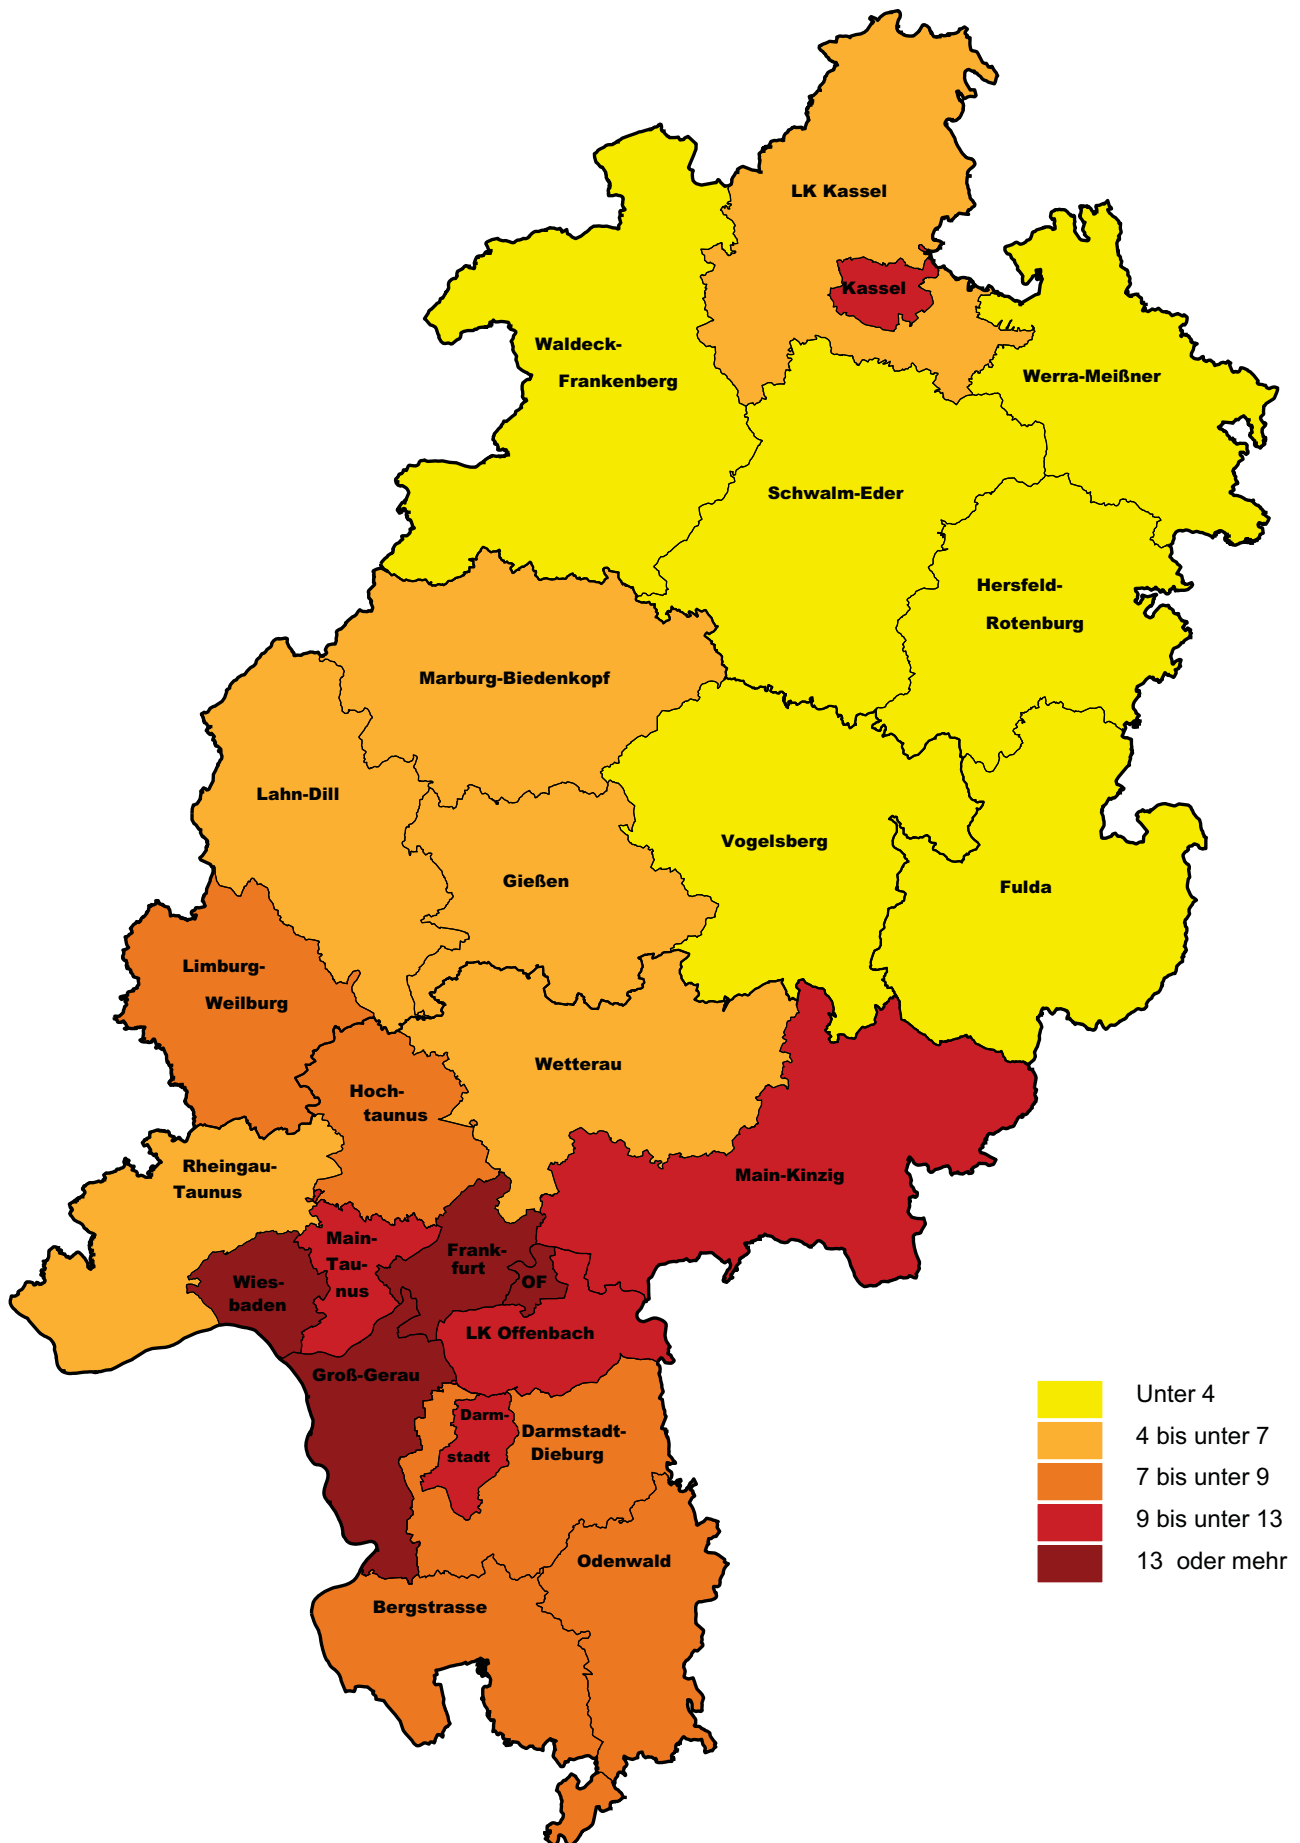 LK Kassel
Kassel
Waldeck-
Frankenberg
Werra-Meißner
Schwalm-Eder
Hersfeld-
Rotenburg
Marburg-Biedenkopf
Lahn-Dill
Vogelsberg
Gießen
Fulda
Limburg-
Weilburg
Wetterau
Hoch-
taunus
Rheingau-
Taunus
Main-Kinzig
Main-
Tau-
nus
Frank-
furt
Wies-
baden
OF
LK Offenbach
Groß-Gerau
Darm-
stadt
Darmstadt-
Dieburg
Odenwald
Bergstrasse
Unter 4
4 bis unter 7
7 bis unter 9
9 bis unter 13
13 oder mehr